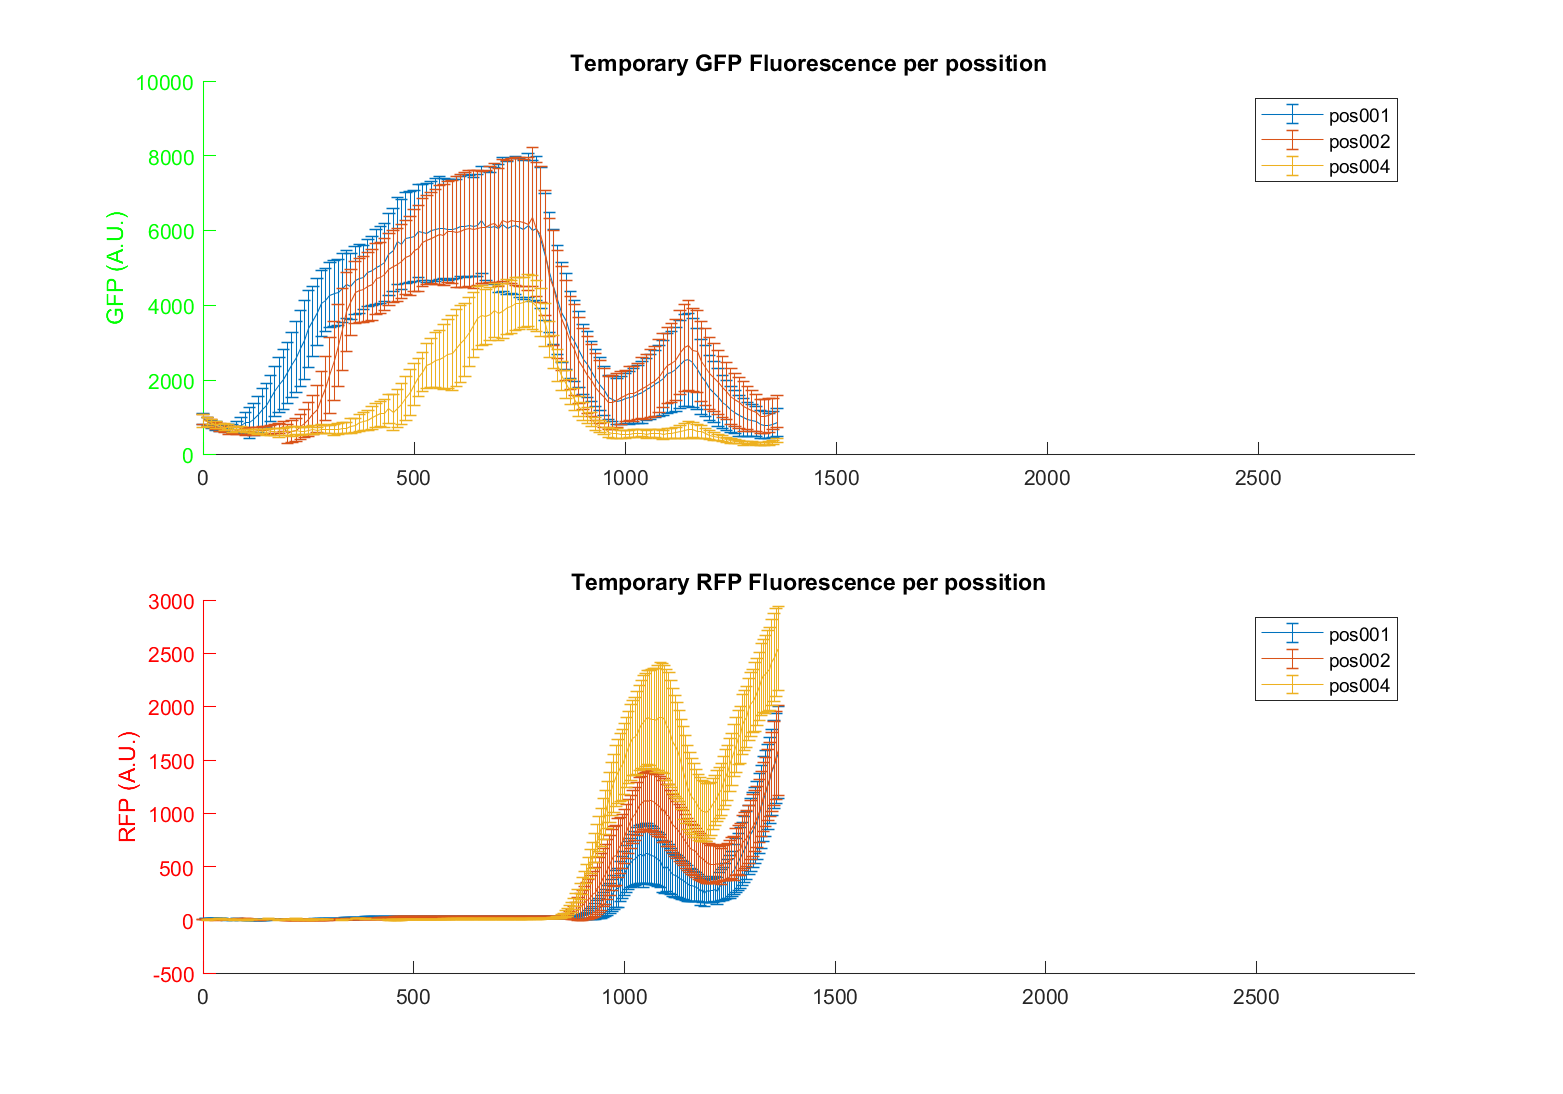 Temporary GFP Fluorescence per possition
10000
8000
6000
4000
2000
0
GFP (A.U.)
0 500 1000 1500 2000 2500
pos001
pos002
pos004
Temporary RFP Fluorescence per possition
3000
2500
2000
1500
1000
500
0
-500
RFP (A.U.)
0 500 1000 1500 2000 2500
pos001
pos002
pos004